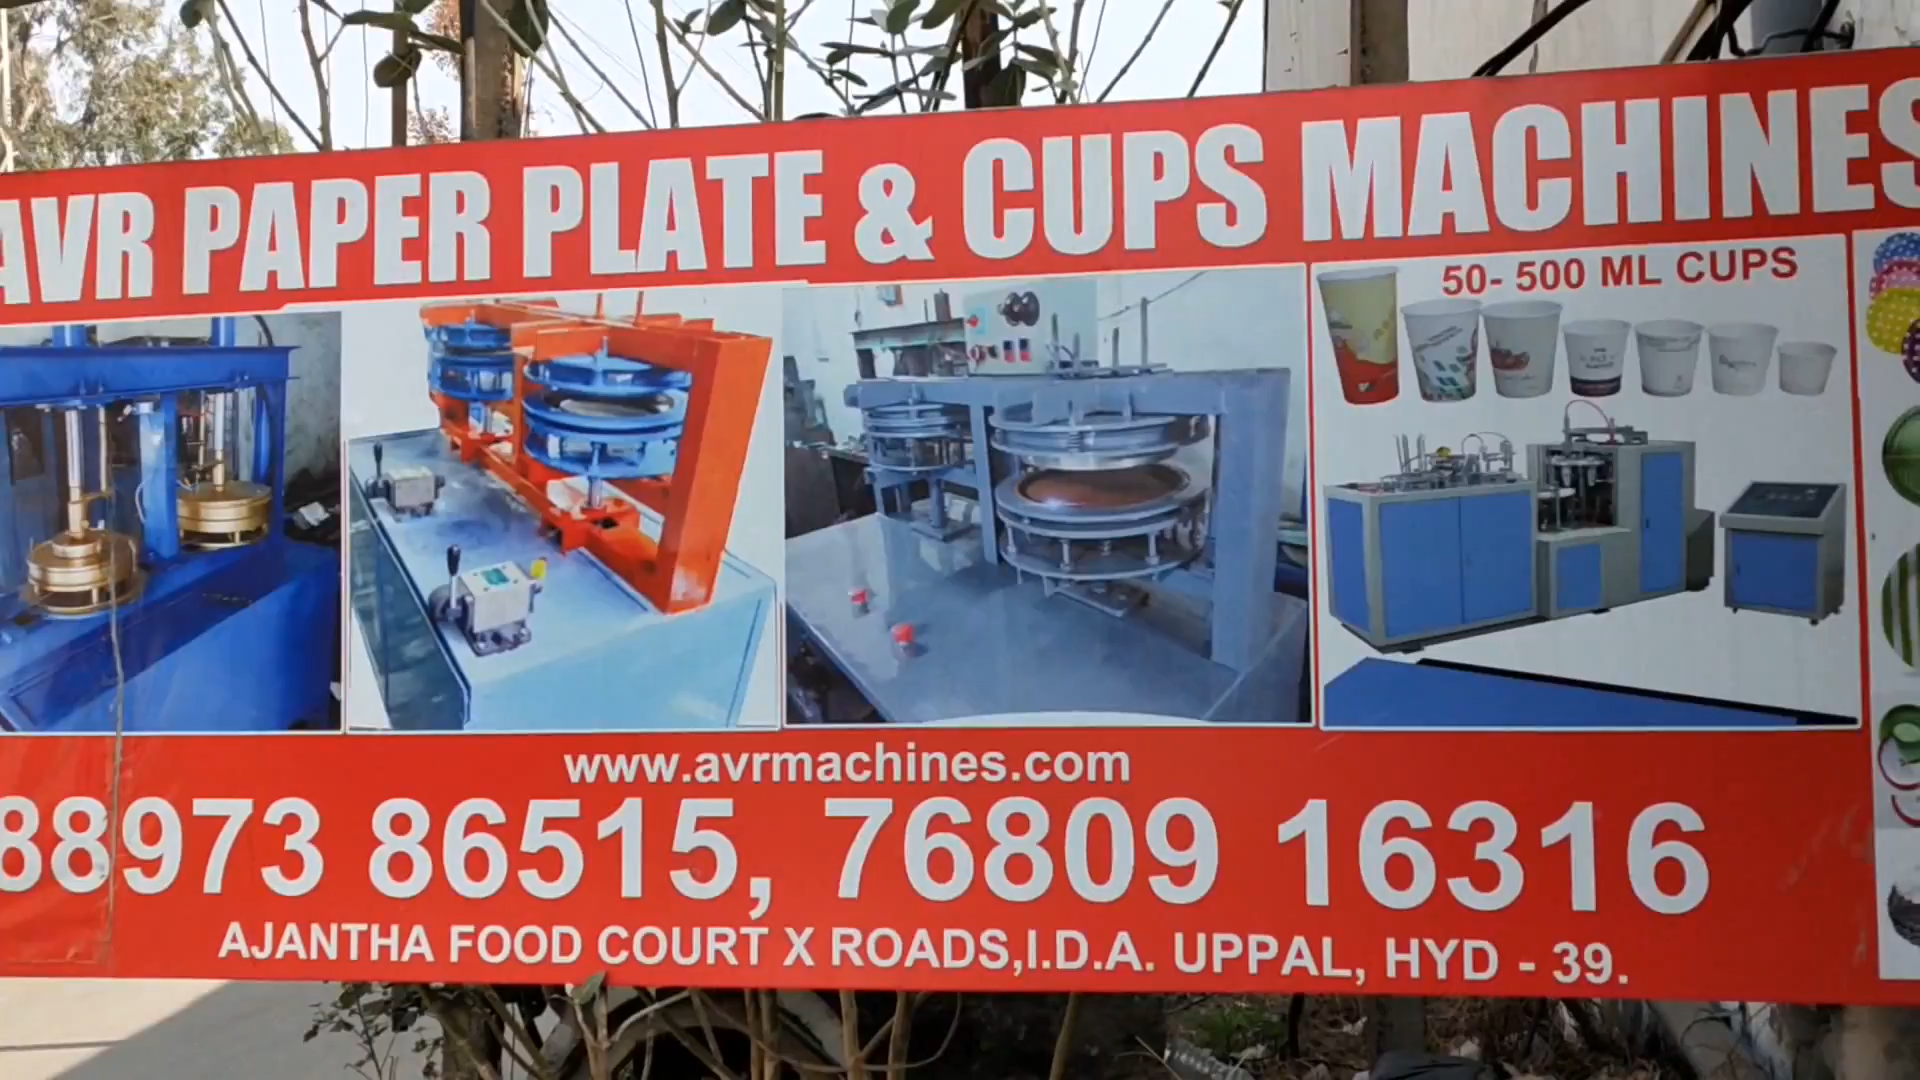 AVR PAPER PLATE & CUPS MACHINES
50- 500 ML CUPS
www.avrmachines.com
88973 86515, 76809 16316
AJANTHA FOOD COURT X ROADS,I.D.A. UPPAL, HYD - 39.